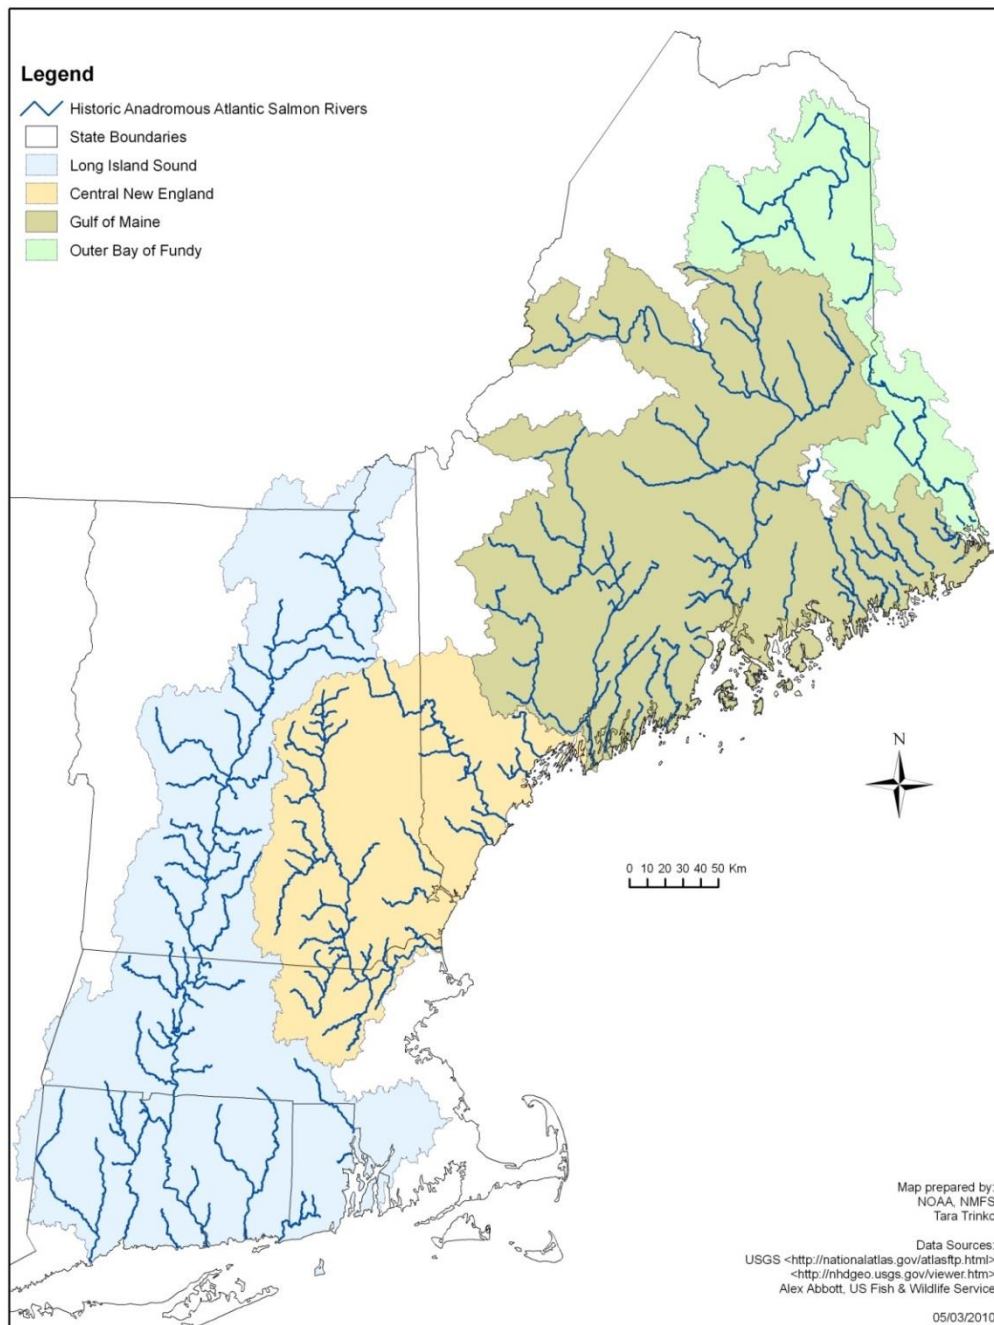 Legend
Historic Anadromous Atlantic Salmon Rivers
State Boundaries
Long Island Sound
Central New England
Gulf of Maine
Outer Bay of Fundy
N
0 10 20 30 40 50 Km
Map prepared by:
NOAA, NMFS
Tara Trinko
Data Sources:
USGS <http://nationalatlas.gov/atlasftp.html>
<http://nhdgeo.usgs.gov/viewer.htm>
Alex Abbott, US Fish & Wildlife Service
05/03/2010